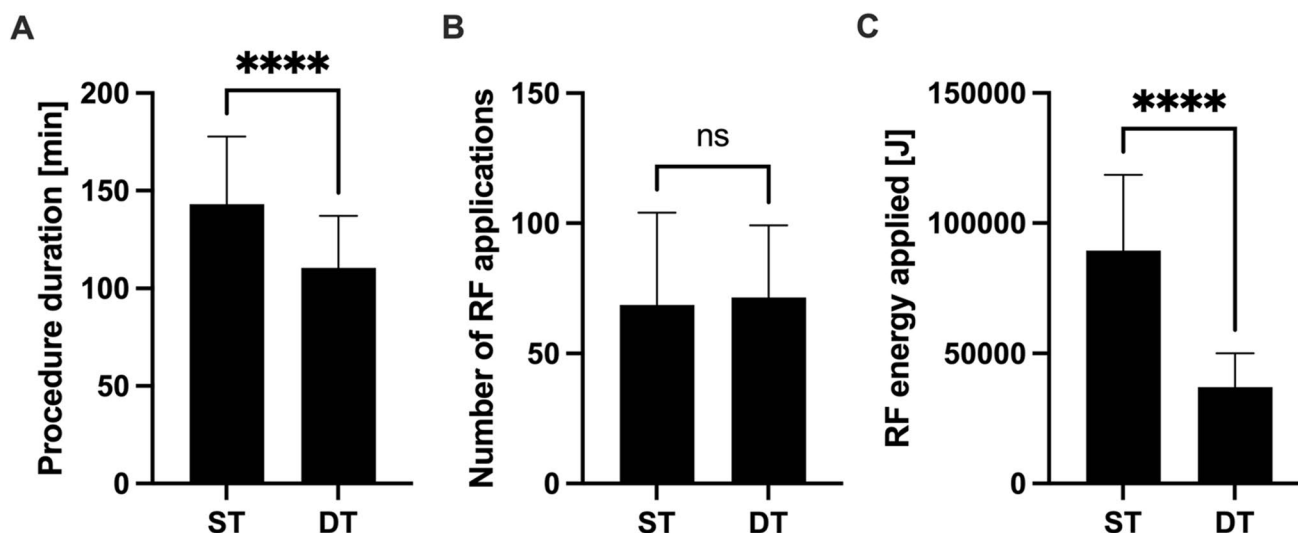 A
Procedure duration [min]
200
150
100
50
0
****
ST DT
B
Number of RF applications
150
100
50
0
ns
ST DT
C
RF energy applied [J]
150000
100000
50000
0
****
ST DT